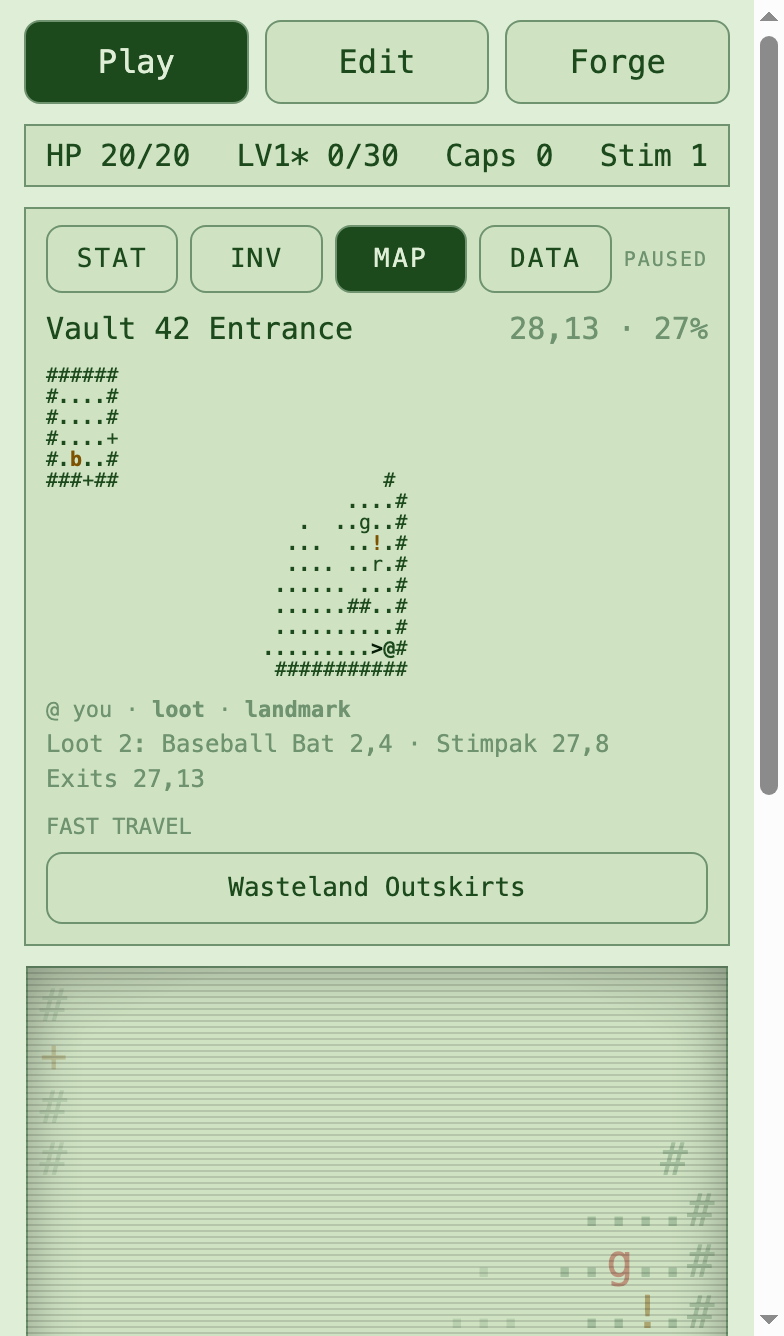 Play Edit Forge
HP 20/20 LV1* 0/30 Caps 0 Stim 1
STAT INV MAP DATA PAUSED
Vault 42 Entrance 28,13 · 27%
######
#....#
#....#
#....+
#.b..#
###+##                      #
                         ....#
                     .  ..g..#
                    ...  ..!.#
                    .... ..r.#
                   ...... ...#
                   ......##..#
                   ..........#
                  .........>@#
                   ###########
@ you · loot · landmark
Loot 2: Baseball Bat 2,4 · Stimpak 27,8
Exits 27,13
FAST TRAVEL
Wasteland Outskirts
#
+
#
# #
....#
. ..g..#
... ..!.#